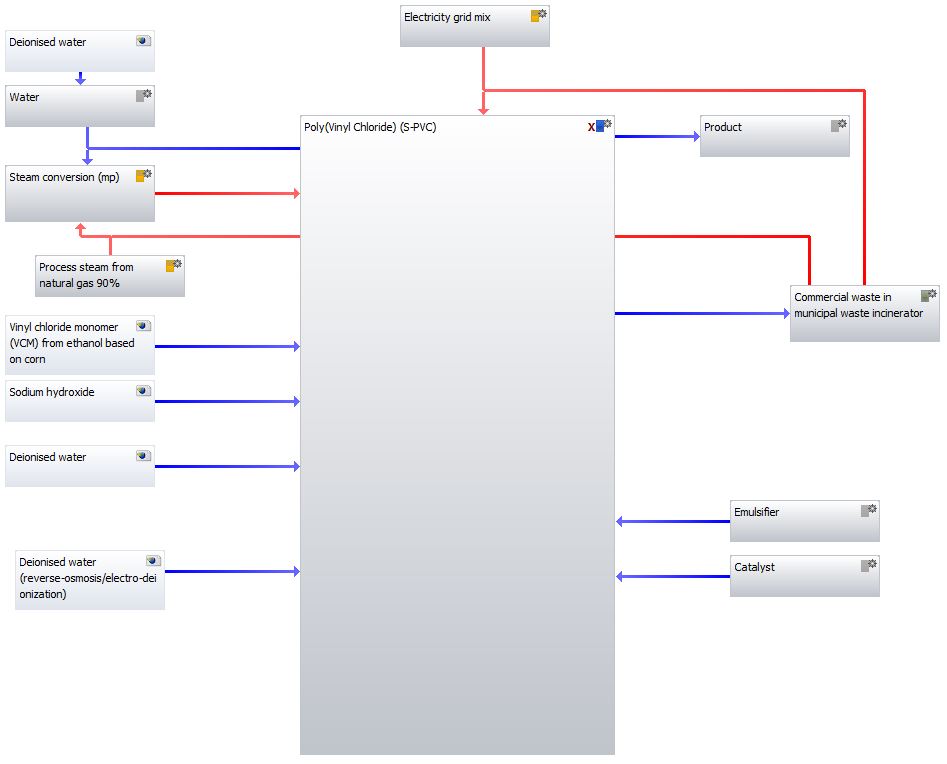 Electricity grid mix
Deionised water
Water
Poly(Vinyl Chloride) (S-PVC)
X
Product
Steam conversion (mp)
Process steam from
natural gas 90%
Commercial waste in
municipal waste incinerator
Vinyl chloride monomer
(VCM) from ethanol based
on corn
Sodium hydroxide
Deionised water
Emulsifier
Deionised water
(reverse-osmosis/electro-dei
onization)
Catalyst